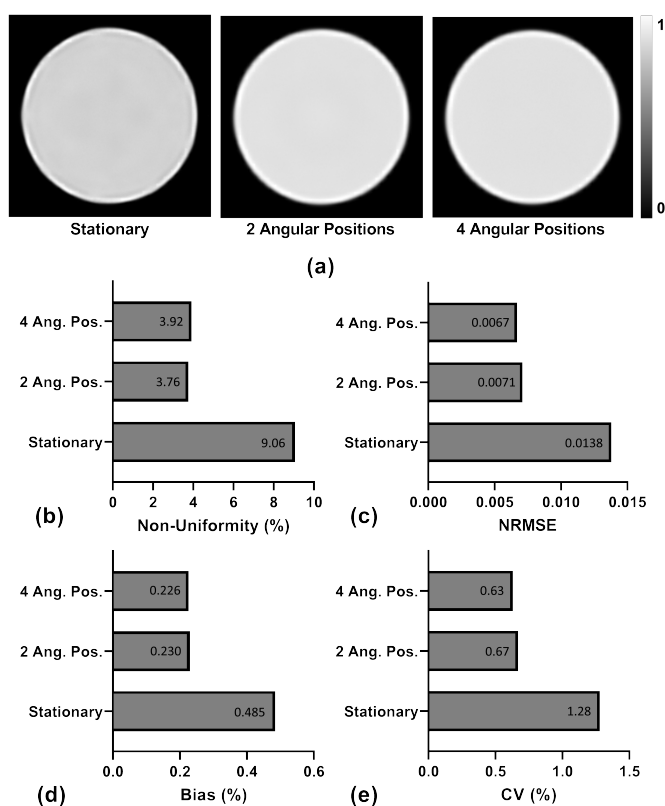 1
0
Stationary
2 Angular Positions
4 Angular Positions
(a)
4 Ang. Pos.
3.92
2 Ang. Pos.
3.76
Stationary
9.06
0 2 4 6 8 10
(b)
Non-Uniformity (%)
4 Ang. Pos.
0.0067
2 Ang. Pos.
0.0071
Stationary
0.0138
0.000 0.005 0.010 0.015
(c)
NRMSE
4 Ang. Pos.
0.226
2 Ang. Pos.
0.230
Stationary
0.485
0.0 0.2 0.4 0.6
(d)
Bias (%)
4 Ang. Pos.
0.63
2 Ang. Pos.
0.67
Stationary
1.28
0.0 0.5 1.0 1.5
(e)
CV (%)